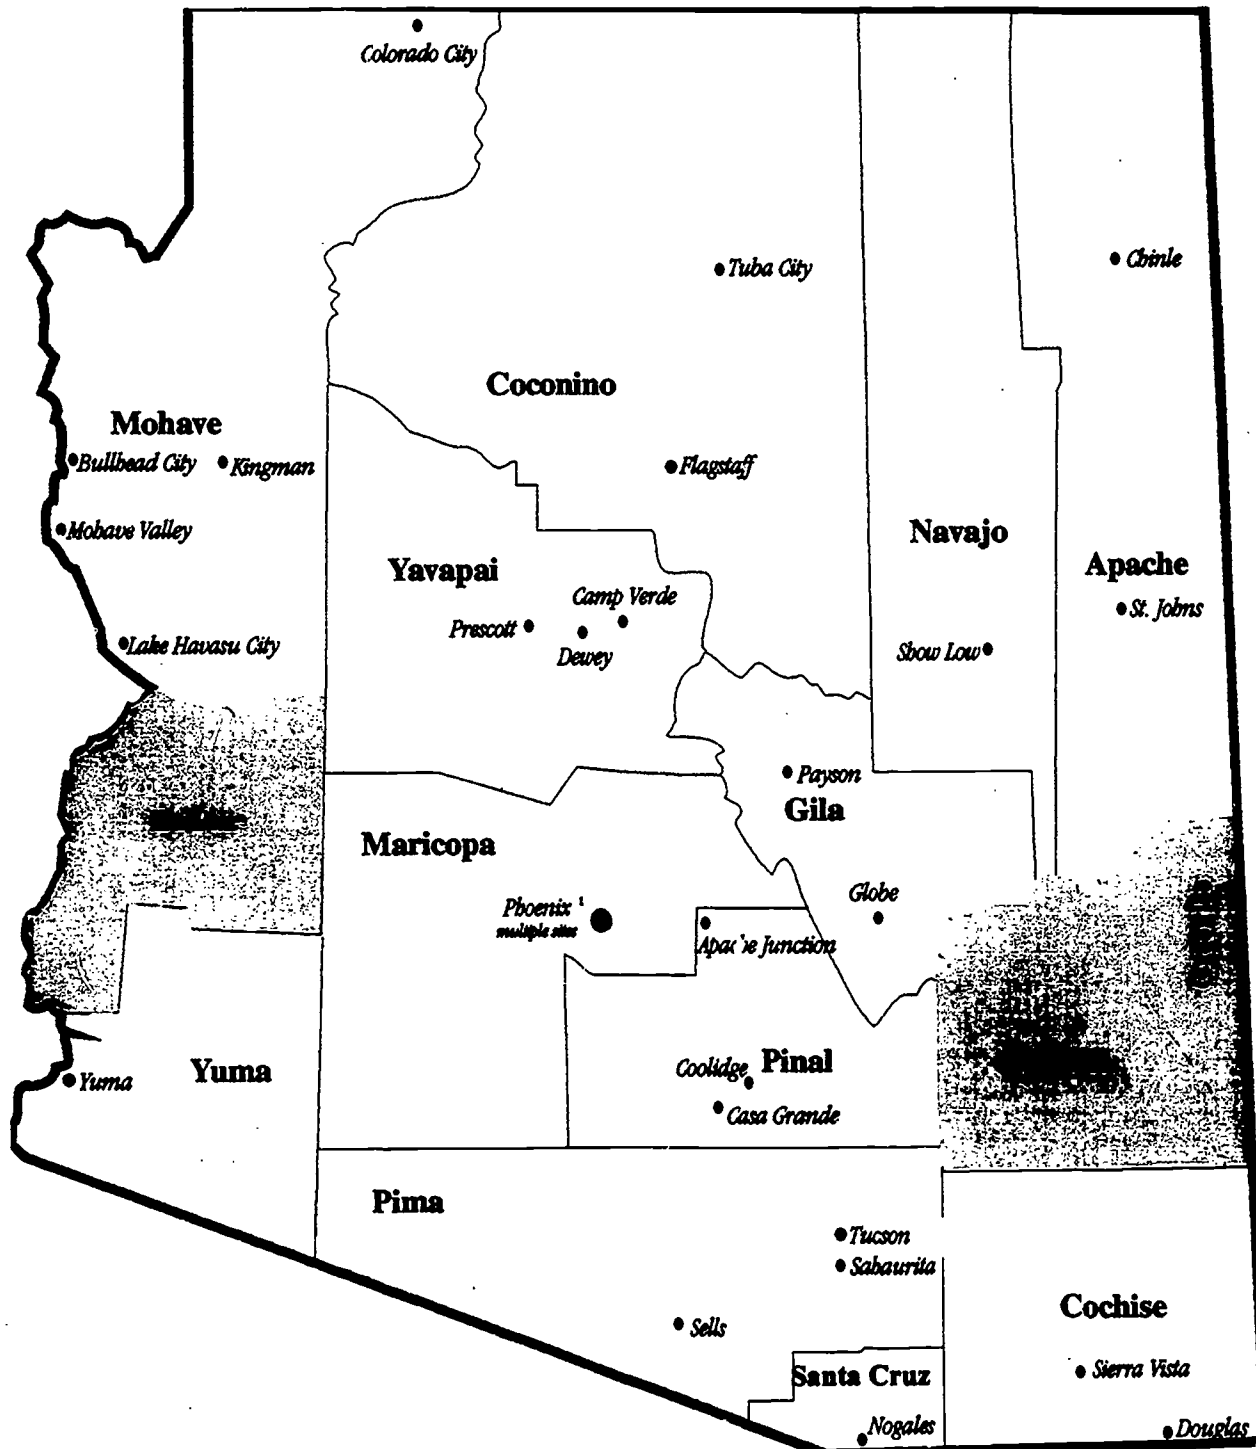 Colorado City
Tuba City
Chinle
Coconino
Mohave
Bullhead City
Kingman
Flagstaff
Mohave Valley
Navajo
Yavapai
Apache
Camp Verde
St. Johns
Prescott
Dewey
Lake Havasu City
Show Low
Payson
Gila
Maricopa
Globe
Phoenix 1
multiple sites
Apache Junction
Yuma
Pinal
Coolidge
Yuma
Casa Grande
Pima
Tucson
Sahaurita
Cochise
Sells
Santa Cruz
Sierra Vista
Nogales
Douglas